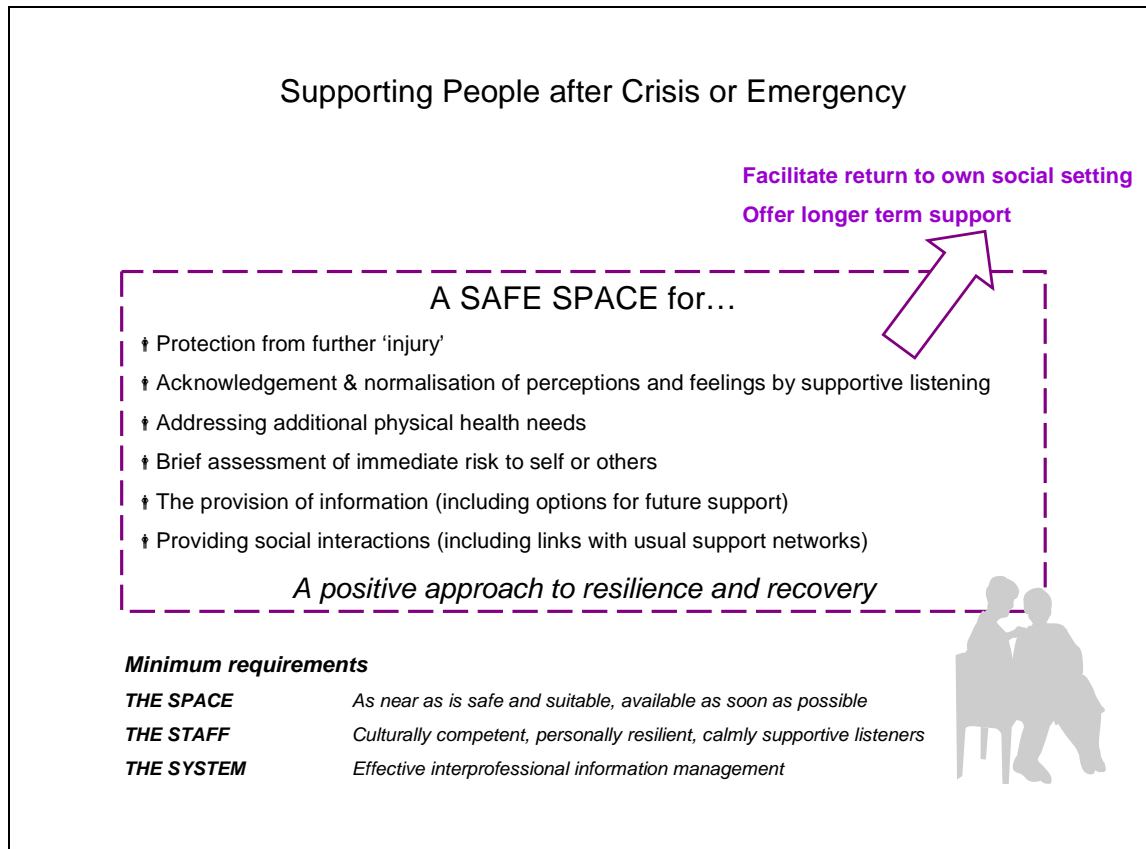 Supporting People after Crisis or Emergency
Facilitate return to own social setting
Offer longer term support
A SAFE SPACE for…
Protection from further ‘injury’
Acknowledgement & normalisation of perceptions and feelings by supportive listening
Addressing additional physical health needs
Brief assessment of immediate risk to self or others
The provision of information (including options for future support)
Providing social interactions (including links with usual support networks)
A positive approach to resilience and recovery
Minimum requirements
THE SPACE As near as is safe and suitable, available as soon as possible
THE STAFF Culturally competent, personally resilient, calmly supportive listeners
THE SYSTEM Effective interprofessional information management